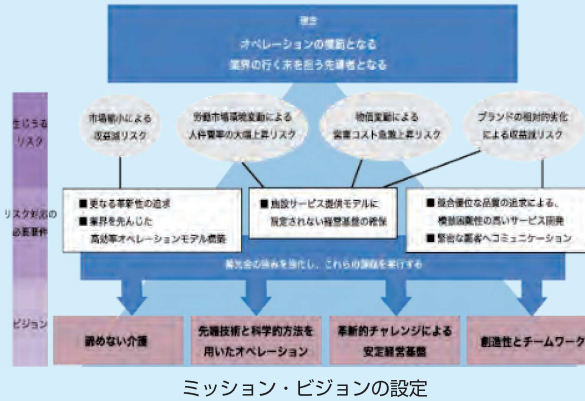 理念
オペレーションの模範となる
業界の行く末を担う先導者となる
生じうる
リスク
市場縮小による
収益減リスク
労働市場環境変動による
人件費率の大幅上昇リスク
物価変動による
営業コスト急激上昇リスク
ブランドの相対的劣化
による収益減リスク
リスク対応の
必要要件
■更なる革新性の追求
■業界を先んじた
高効率オペレーションモデル構築
■施設サービス提供モデルに
限定されない経営基盤の確保
■競合優位な品質の追求による、
模倣困難性の高いサービス開発
■緊密な顧客へコミュニケーション
の強みを強化し、これらの課題を実行する
ビジョン
諦めない介護
先端技術と科学的方法を
用いたオペレーション
革新的チャレンジによる
安定経営基盤
創造性とチームワーク
ミッション・ビジョンの設定